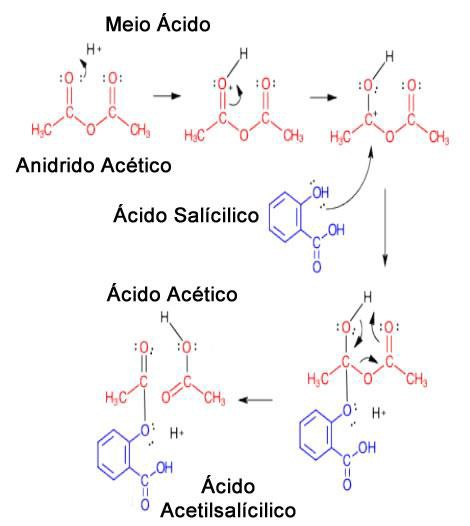 Meio Ácido
H+
:O: :O:
H3C O CH3
Anidrido Acético
H
:O+ :O:
H3C O CH3
H
:O: :O:
C+
H3C O CH3
Ácido Salícilico
OH
C OH
O
Ácido Acético
H
:O: :O:
C C
H3C O CH3
O: H+
C OH
O
H
:O: :O:
C C
H3C O CH3
O: H+
C OH
O
Ácido
Acetilsalícilico